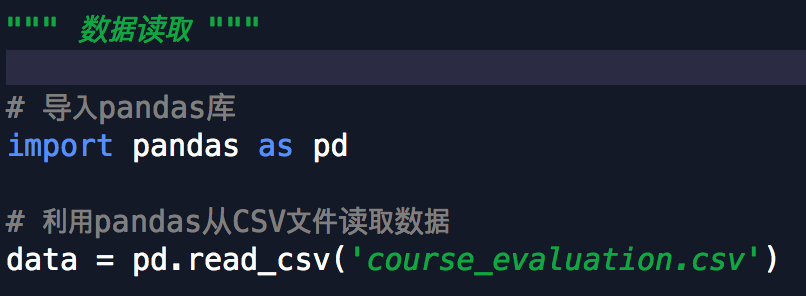 """ 数据读取 """
# 导入pandas库
import pandas as pd
# 利用pandas从CSV文件读取数据
data = pd.read_csv('course_evaluation.csv')